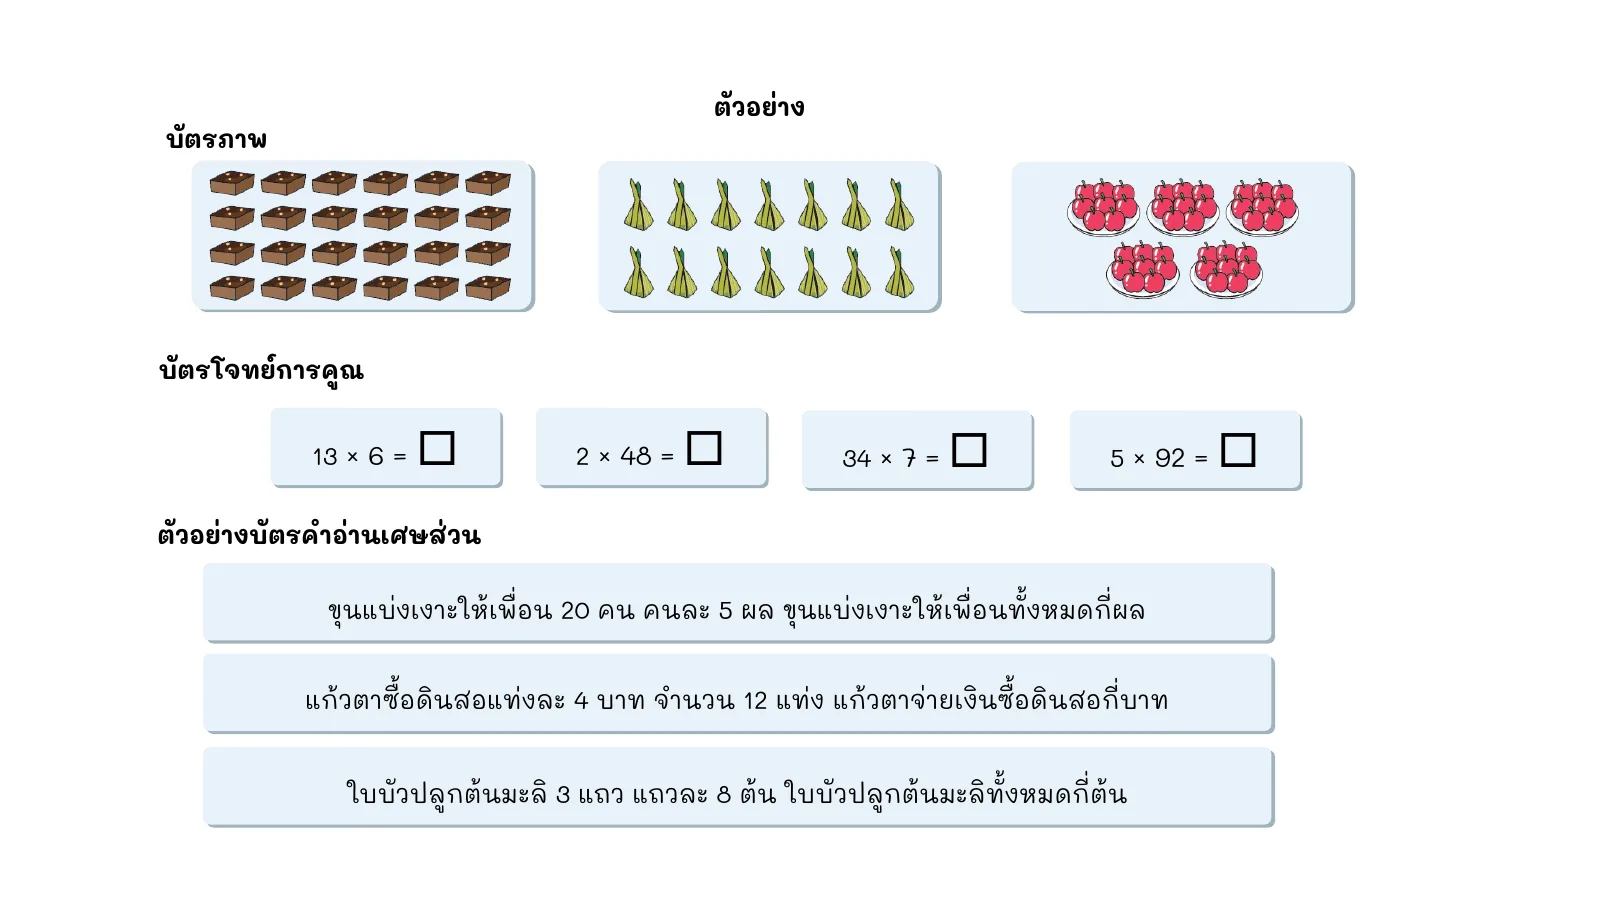 ตัวอย่าง
บัตรภาพ
บัตรโจทย์การคูณ
13 × 6 = □
2 × 48 = □
34 × 7 = □
5 × 92 = □
ตัวอย่างบัตรคำอ่านเศษส่วน
ขุนแบ่งเงาะให้เพื่อน 20 คน คนละ 5 ผล ขุนแบ่งเงาะให้เพื่อนทั้งหมดกี่ผล
แก้วตาซื้อดินสอแท่งละ 4 บาท จำนวน 12 แท่ง แก้วตาจ่ายเงินซื้อดินสอกี่บาท
ใบบัวปลูกต้นมะลิ 3 แถว แถวละ 8 ต้น ใบบัวปลูกต้นมะลิทั้งหมดกี่ต้น